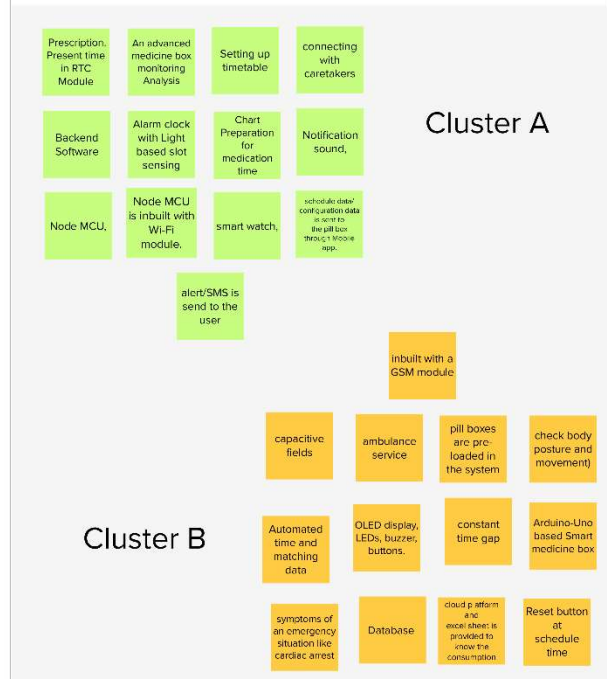 Prescription.
Present time
in RTC
Module
An advanced
medicine box
monitoring
Analysis
Setting up
timetable
connecting
with
caretakers
Cluster A
Backend
Software
Alarm clock
with Light
based slot
sensing
Chart
Preparation
for
medication
time
Notification
sound,
Node MCU,
Node MCU
is inbuilt with
Wi-Fi
module.
smart watch,
schedule data/
configuration data
is sent to
the pill box
through Mobile
app.
alert/SMS is
send to the
user
inbuilt with a
GSM module
capacitive
fields
ambulance
service
pill boxes
are pre-
loaded in
the system
check body
posture and
movement)
Cluster B
Automated
time and
matching
data
OLED display,
LEDs, buzzer,
buttons.
constant
time gap
Arduino-Uno
based Smart
medicine box
symptoms of
an emergency
situation like
cardiac arrest
Database
cloud platform
and
excel sheet is
provided to
know the
consumption
Reset button
at
schedule
time